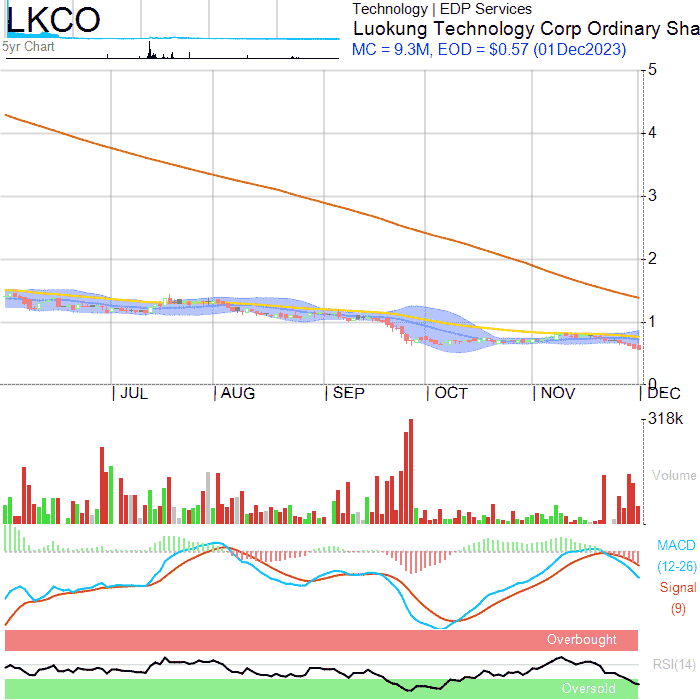 LKCO
Technology | EDP Services
Luokung Technology Corp Ordinary Sha
5yr Chart
MC = 9.3M, EOD = $0.57 (01Dec2023)
5
4
3
2
1
0
JUL AUG SEP OCT NOV DEC
318k
Volume
MACD
(12-26)
Signal
(9)
Overbought
RSI(14)
Oversold